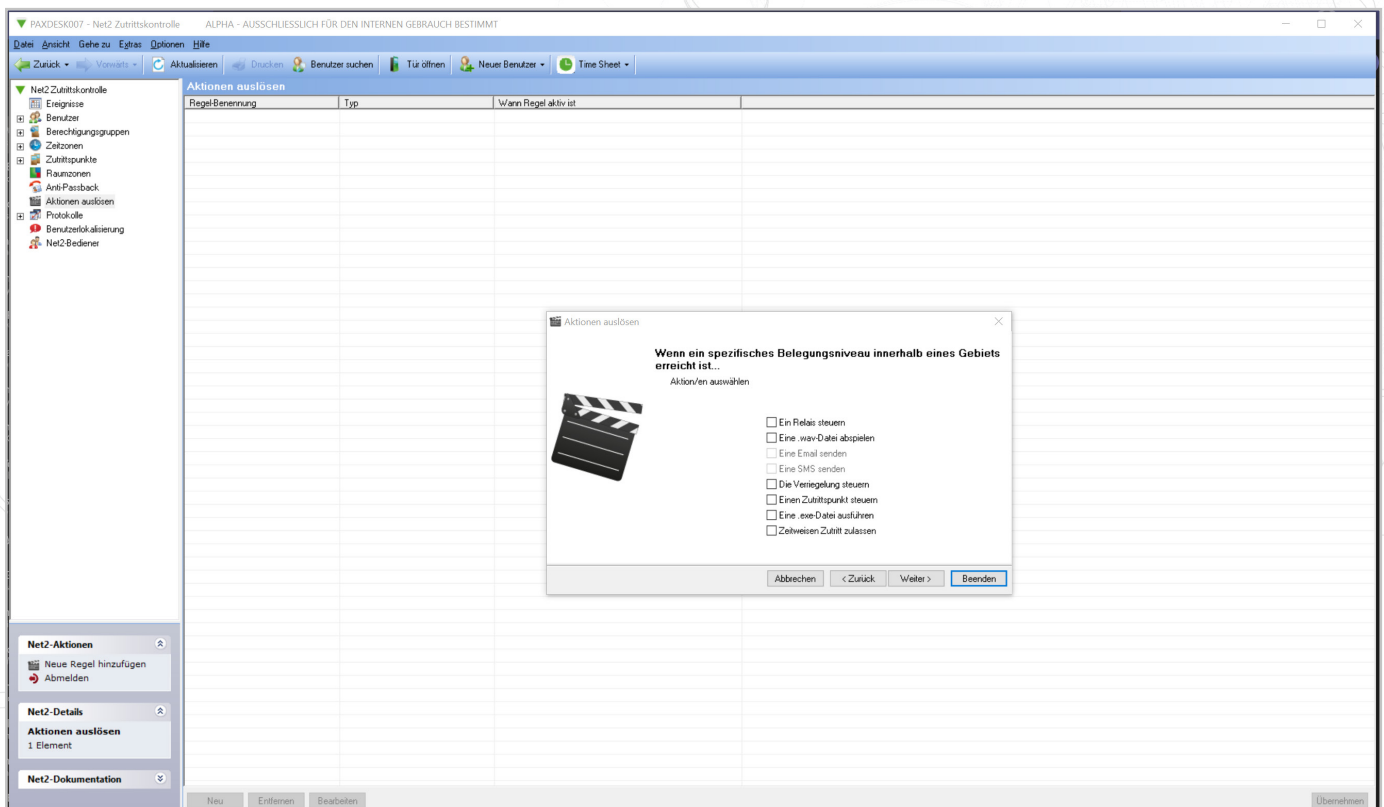 PAXDESK007 - Net2 Zutrittskontrolle ALPHA - AUSSCHLIESSLICH FÜR DEN INTERNEN GEBRAUCH BESTIMMT
Datei Ansicht Gehe zu Extras Optionen Hilfe
Zurück Vorwärts Aktualisieren Drucken Benutzer suchen Tür öffnen Neuer Benutzer Time Sheet
Net2 Zutrittskontrolle
Ereignisse
Benutzer
Berechtigungsgruppen
Zeitzonen
Zutrittspunkte
Raumzonen
Anti-Passback
Aktionen auslösen
Protokolle
Benutzerlokalisierung
Net2-Bediener
Aktionen auslösen
Regel-Benennung Typ Wann Regel aktiv ist
Aktionen auslösen
Wenn ein spezifisches Belegungsniveau innerhalb eines Gebiets
erreicht ist...
Aktion/en auswählen
Ein Relais steuern
Eine .wav-Datei abspielen
Eine Email senden
Eine SMS senden
Die Verriegelung steuern
Einen Zutrittspunkt steuern
Eine .exe-Datei ausführen
Zeitweisen Zutritt zulassen
Abbrechen < Zurück Weiter > Beenden
Net2-Aktionen
Neue Regel hinzufügen
Abmelden
Net2-Details
Aktionen auslösen
1 Element
Net2-Dokumentation
Neu Entfernen Bearbeiten Übernehmen